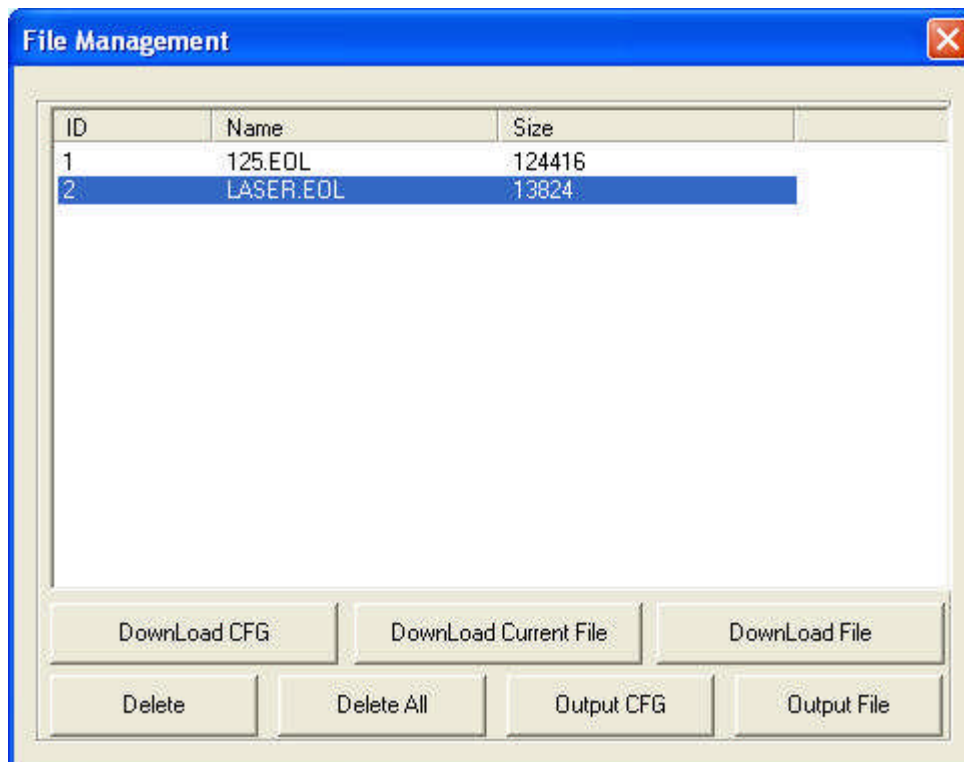 File Management
ID Name Size
1 125.EOL 124416
2 LASER.EOL 13824
DownLoad CFG DownLoad Current File DownLoad File
Delete Delete All Output CFG Output File